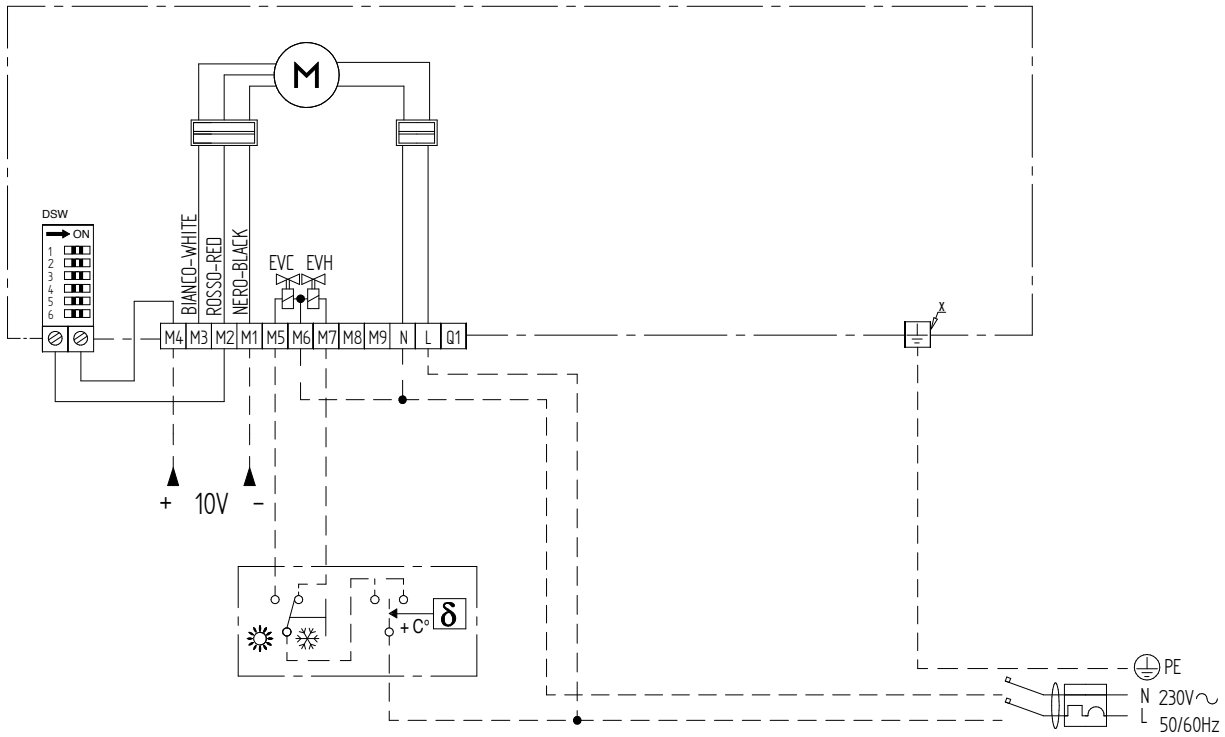 M
DSW
ON
1
2
3
4
5
6
BIANCO-WHITE
ROSSO-RED
NERO-BLACK
EVC EVH
M4 M3 M2 M1 M5 M6 M7 M8 M9 N L Q1
X
+ 10V -
+ C° δ
PE
N 230V~
L 50/60Hz